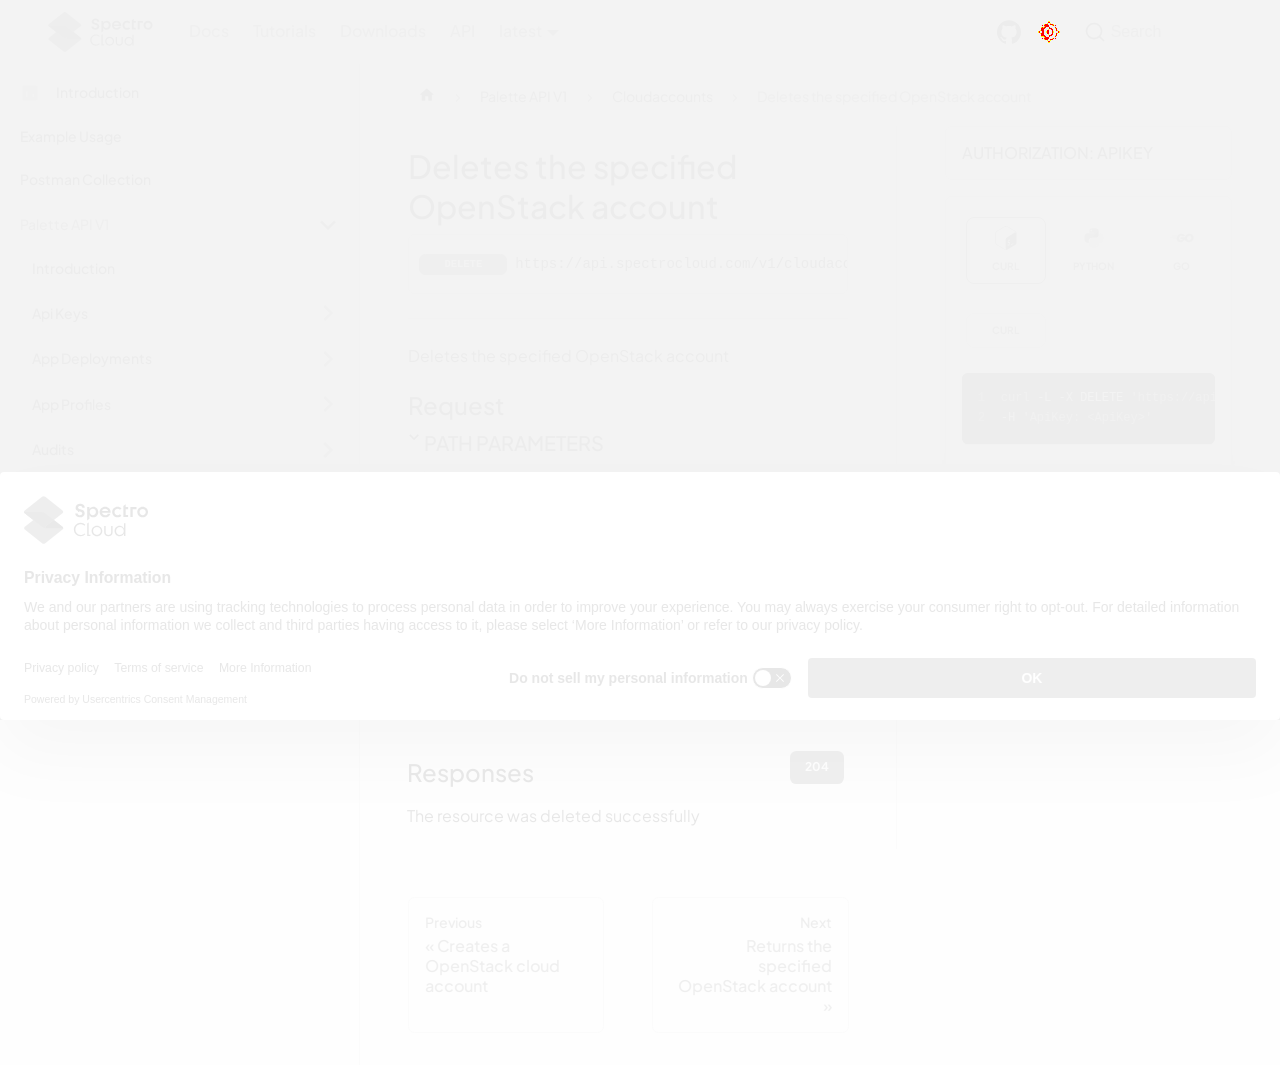 Spectro Cloud
Docs Tutorials Downloads API latest
Search
Introduction
Example Usage
Postman Collection
Palette API V1
Introduction
Api Keys
App Deployments
App Profiles
Audits
Palette API V1 Cloudaccounts Deletes the specified OpenStack account
Deletes the specified
OpenStack account
https://api.spectrocloud.com/v1/cloudacc
Deletes the specified OpenStack account
Request
PATH PARAMETERS
AUTHORIZATION: APIKEY
CURL PYTHON GO
CURL
DELETE
Spectro
Cloud
Privacy Information
We and our partners are using tracking technologies to process personal data in order to improve your experience. You may always exercise your consumer right to opt-out. For detailed information
about personal information we collect and third parties having access to it, please select ‘More Information’ or refer to our privacy policy.
Privacy policy Terms of service More Information
Do not sell my personal information
OK
Powered by Usercentrics Consent Management
Responses
204
The resource was deleted successfully
Previous
« Creates a
OpenStack cloud
account
Next
Returns the
specified
OpenStack account
»